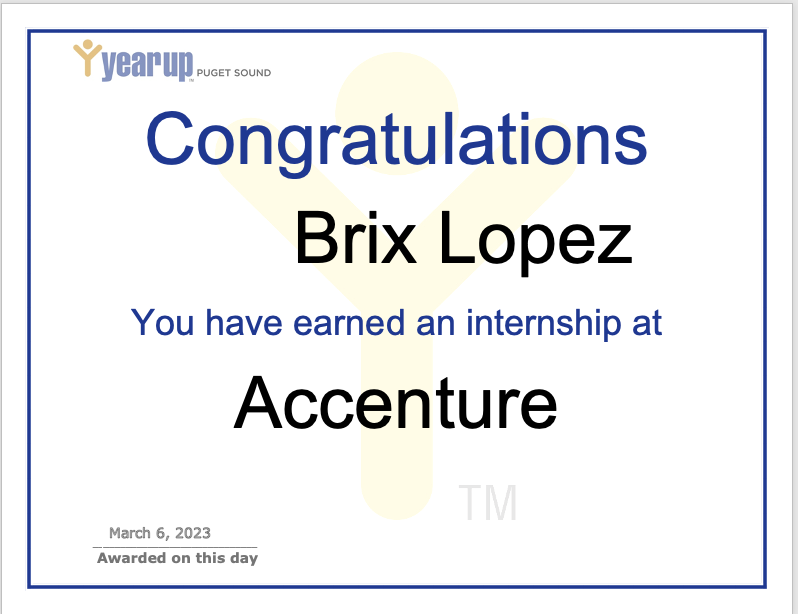 yearup™ PUGET SOUND
Congratulations
Brix Lopez
You have earned an internship at
Accenture
TM
March 6, 2023
Awarded on this day